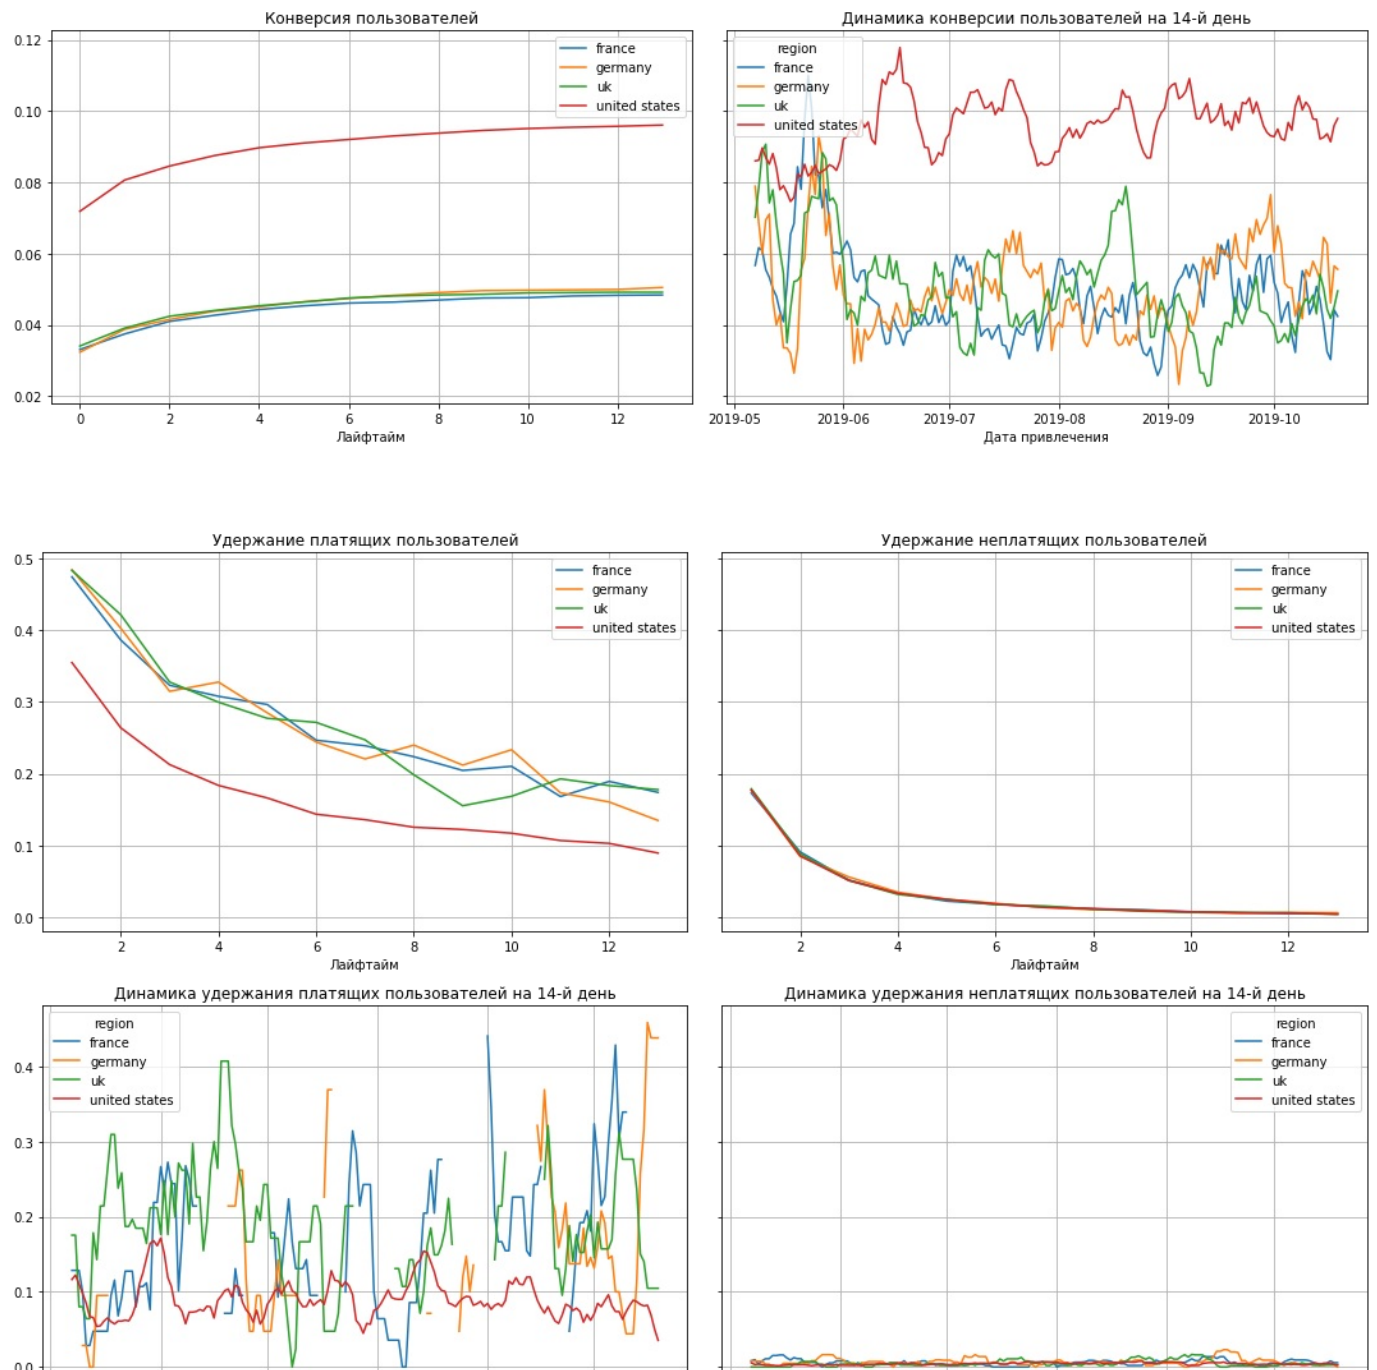 Конверсия пользователей
0.12
0.10
0.08
0.06
0.04
0.02
france
germany
uk
united states
0 2 4 6 8 10 12
Лайфтайм
Динамика конверсии пользователей на 14-й день
region
france
germany
uk
united states
2019-05 2019-06 2019-07 2019-08 2019-09 2019-10
Дата привлечения
Удержание платящих пользователей
0.5
0.4
0.3
0.2
0.1
0.0
france
germany
uk
united states
2 4 6 8 10 12
Лайфтайм
Удержание неплатящих пользователей
france
germany
uk
united states
2 4 6 8 10 12
Лайфтайм
Динамика удержания платящих пользователей на 14-й день
region
france
germany
uk
united states
0.4
0.3
0.2
0.1
0.0
Динамика удержания неплатящих пользователей на 14-й день
region
france
germany
uk
united states